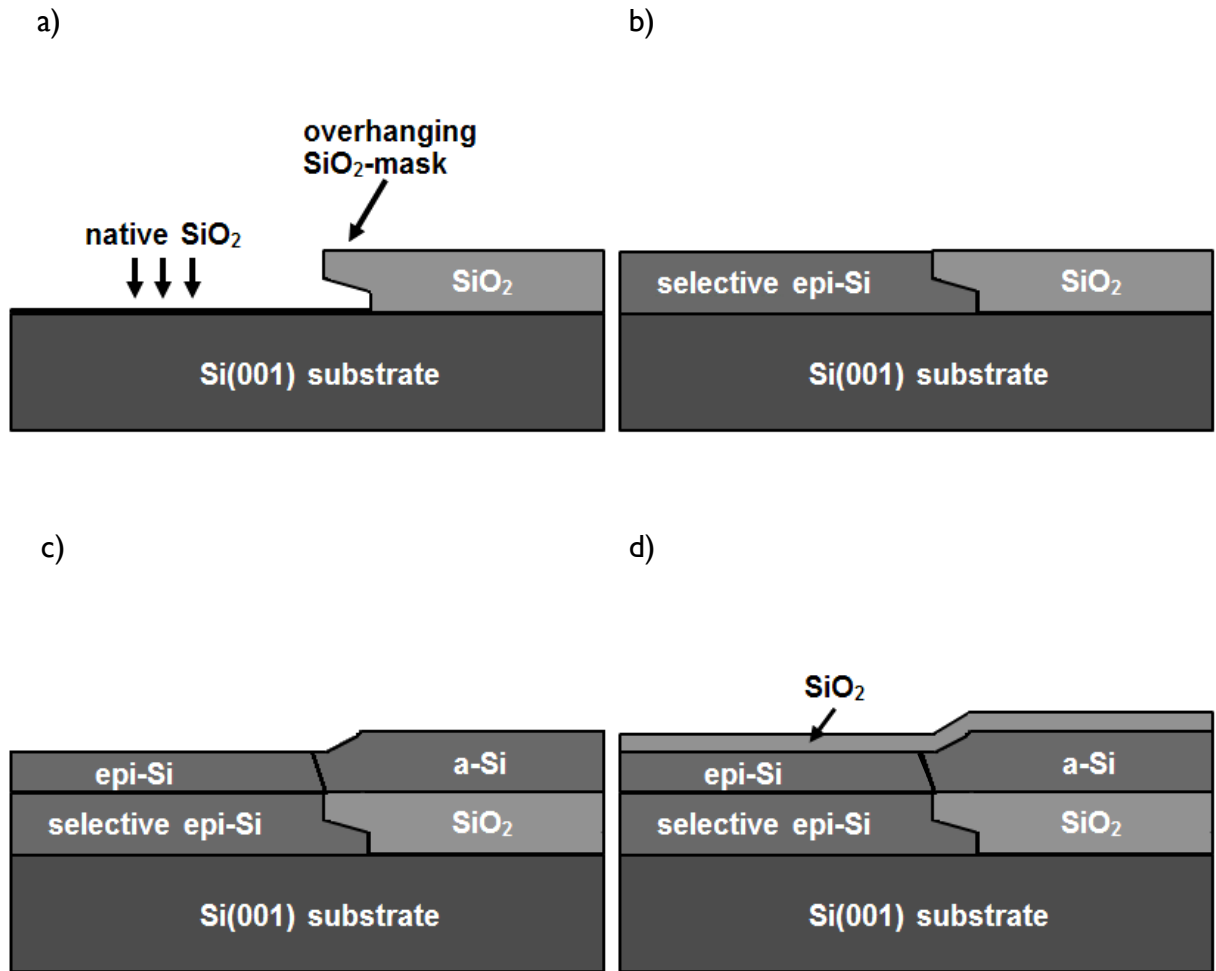 a)
overhanging
SiO₂-mask
native SiO₂
SiO₂
Si(001) substrate
b)
selective epi-Si
SiO₂
Si(001) substrate
c)
epi-Si
a-Si
selective epi-Si
SiO₂
Si(001) substrate
d)
SiO₂
epi-Si
a-Si
selective epi-Si
SiO₂
Si(001) substrate